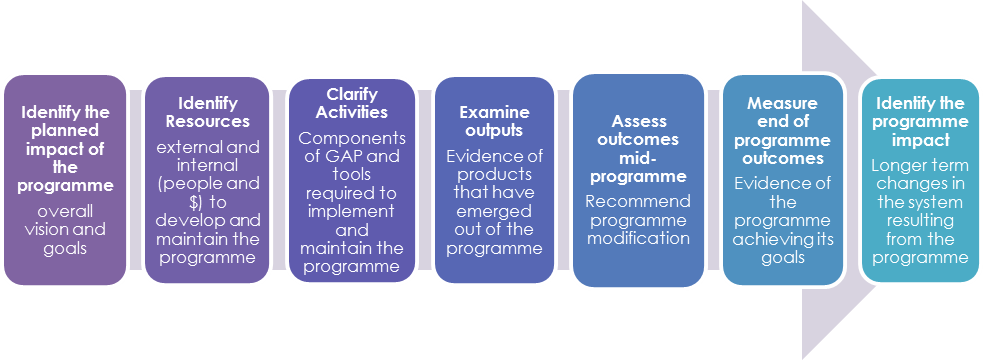 Identify the
planned
impact of
the
programme
overall
vision and
goals
Identify
Resources
external and
internal
(people and
$) to
develop and
maintain the
programme
Clarify
Activities
Components
of GAP and
tools
required to
implement
and
maintain the
programme
Examine
outputs
Evidence of
products
that have
emerged
out of the
programme
Assess
outcomes
mid-
programme
Recommend
programme
modification
Measure
end of
programme
outcomes
Evidence of
the
programme
achieving its
goals
Identify the
programme
impact
Longer term
changes in
the system
resulting
from the
programme